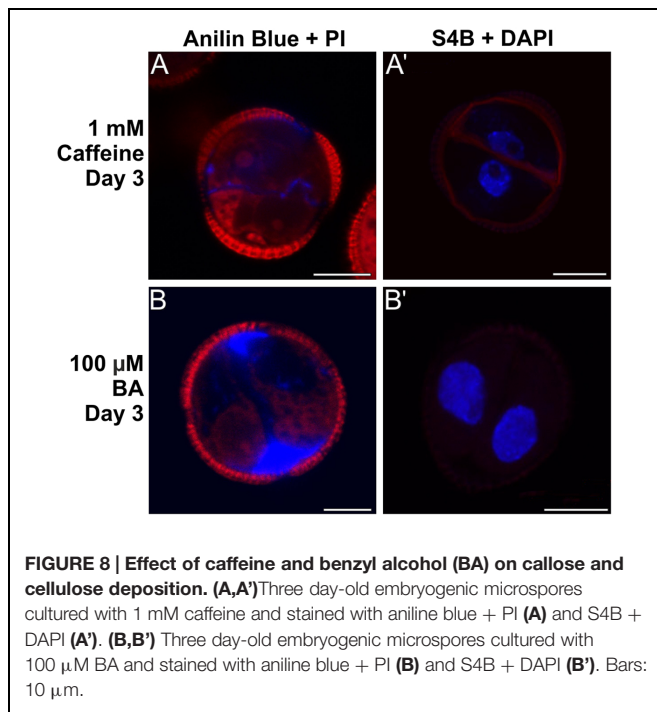 Anilin Blue + PI
S4B + DAPI
A
A'
1 mM
Caffeine
Day 3
B
B'
100 µM
BA
Day 3
FIGURE 8 | Effect of caffeine and benzyl alcohol (BA) on callose and
cellulose deposition. (A,A')Three day-old embryogenic microspores
cultured with 1 mM caffeine and stained with aniline blue + PI (A) and S4B +
DAPI (A'). (B,B') Three day-old embryogenic microspores cultured with
100 µM BA and stained with aniline blue + PI (B) and S4B + DAPI (B'). Bars:
10 µm.